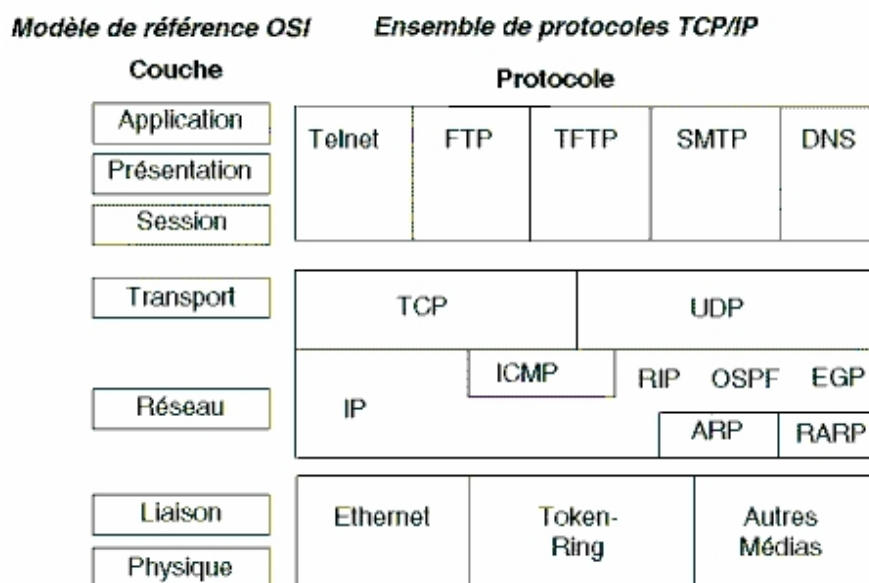 Modèle de référence OSI Ensemble de protocoles TCP/IP
Couche Protocole
Application
Présentation
Session
Telnet FTP TFTP SMTP DNS
Transport
TCP UDP
Réseau
IP ICMP RIP OSPF EGP
ARP RARP
Liaison
Physique
Ethernet Token-
Ring Autres
Médias